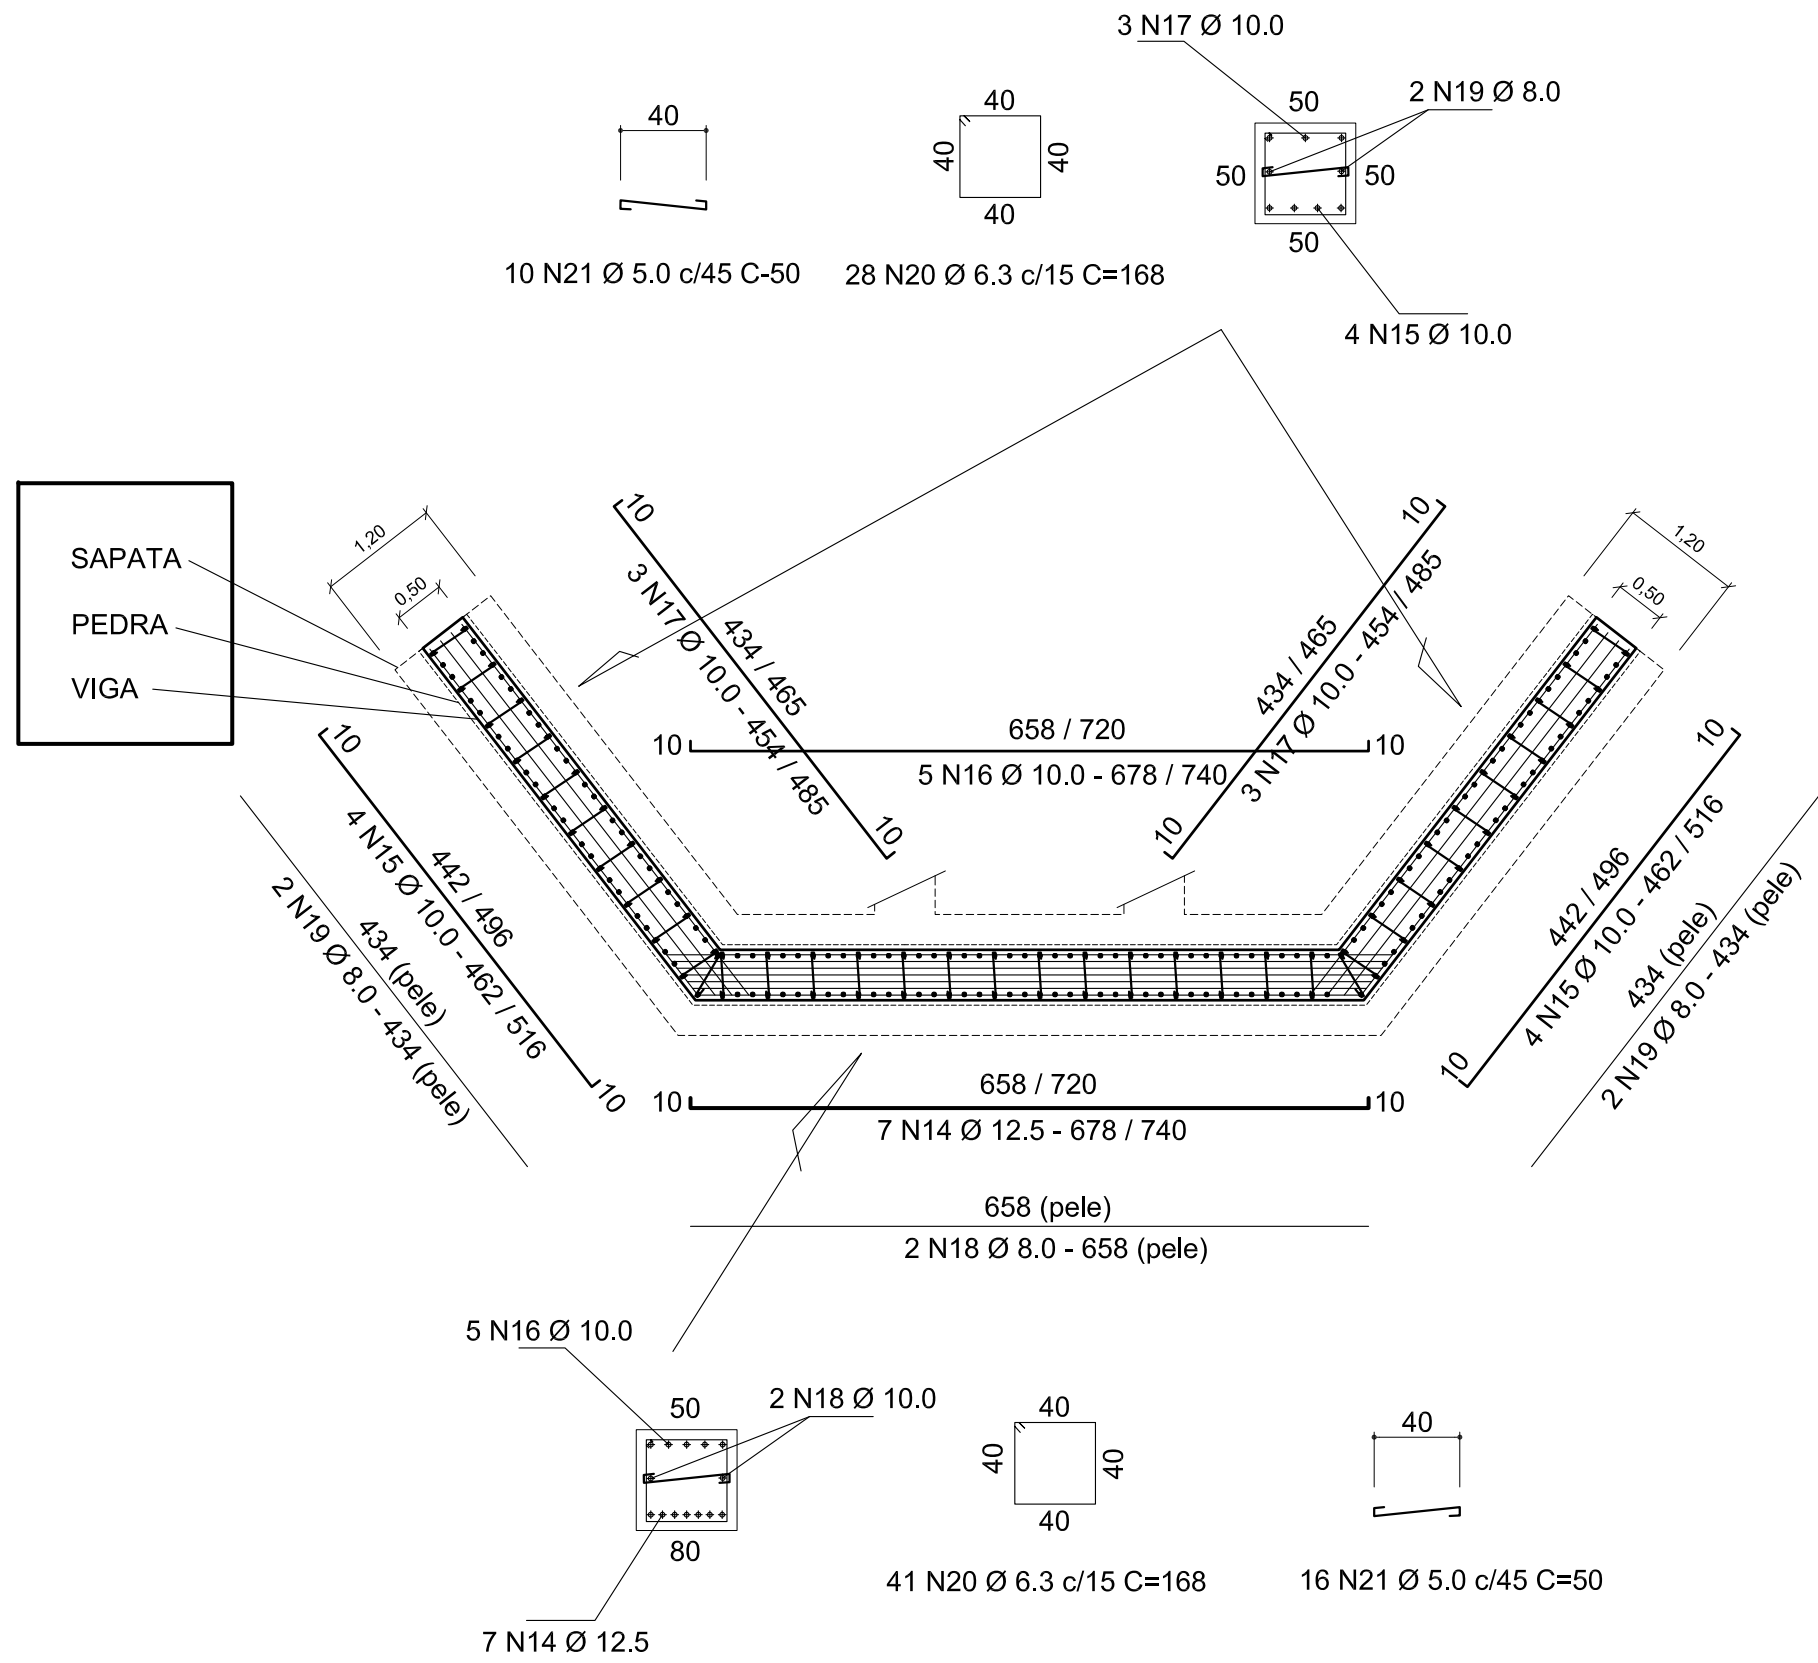 3 N17 Ø 10.0
2 N19 Ø 8.0
50
50
50
50
4 N15 Ø 10.0
40
40
40
40
40
10 N21 Ø 5.0 c/45 C-50
28 N20 Ø 6.3 c/15 C=168
SAPATA
PEDRA
VIGA
1,20
0,50
1,20
0,50
10
434 / 465
3 N17 Ø 10.0 - 454 / 485
10
10
434 / 465
3 N17 Ø 10.0 - 454 / 485
10
10
658 / 720
10
5 N16 Ø 10.0 - 678 / 740
10
442 / 496
4 N15 Ø 10.0 - 462 / 516
10
434 (pele)
2 N19 Ø 8.0 - 434 (pele)
10
442 / 496
4 N15 Ø 10.0 - 462 / 516
10
434 (pele)
2 N19 Ø 8.0 - 434 (pele)
10
658 / 720
10
7 N14 Ø 12.5 - 678 / 740
658 (pele)
2 N18 Ø 8.0 - 658 (pele)
5 N16 Ø 10.0
2 N18 Ø 10.0
50
80
7 N14 Ø 12.5
40
40
40
40
41 N20 Ø 6.3 c/15 C=168
40
16 N21 Ø 5.0 c/45 C=50